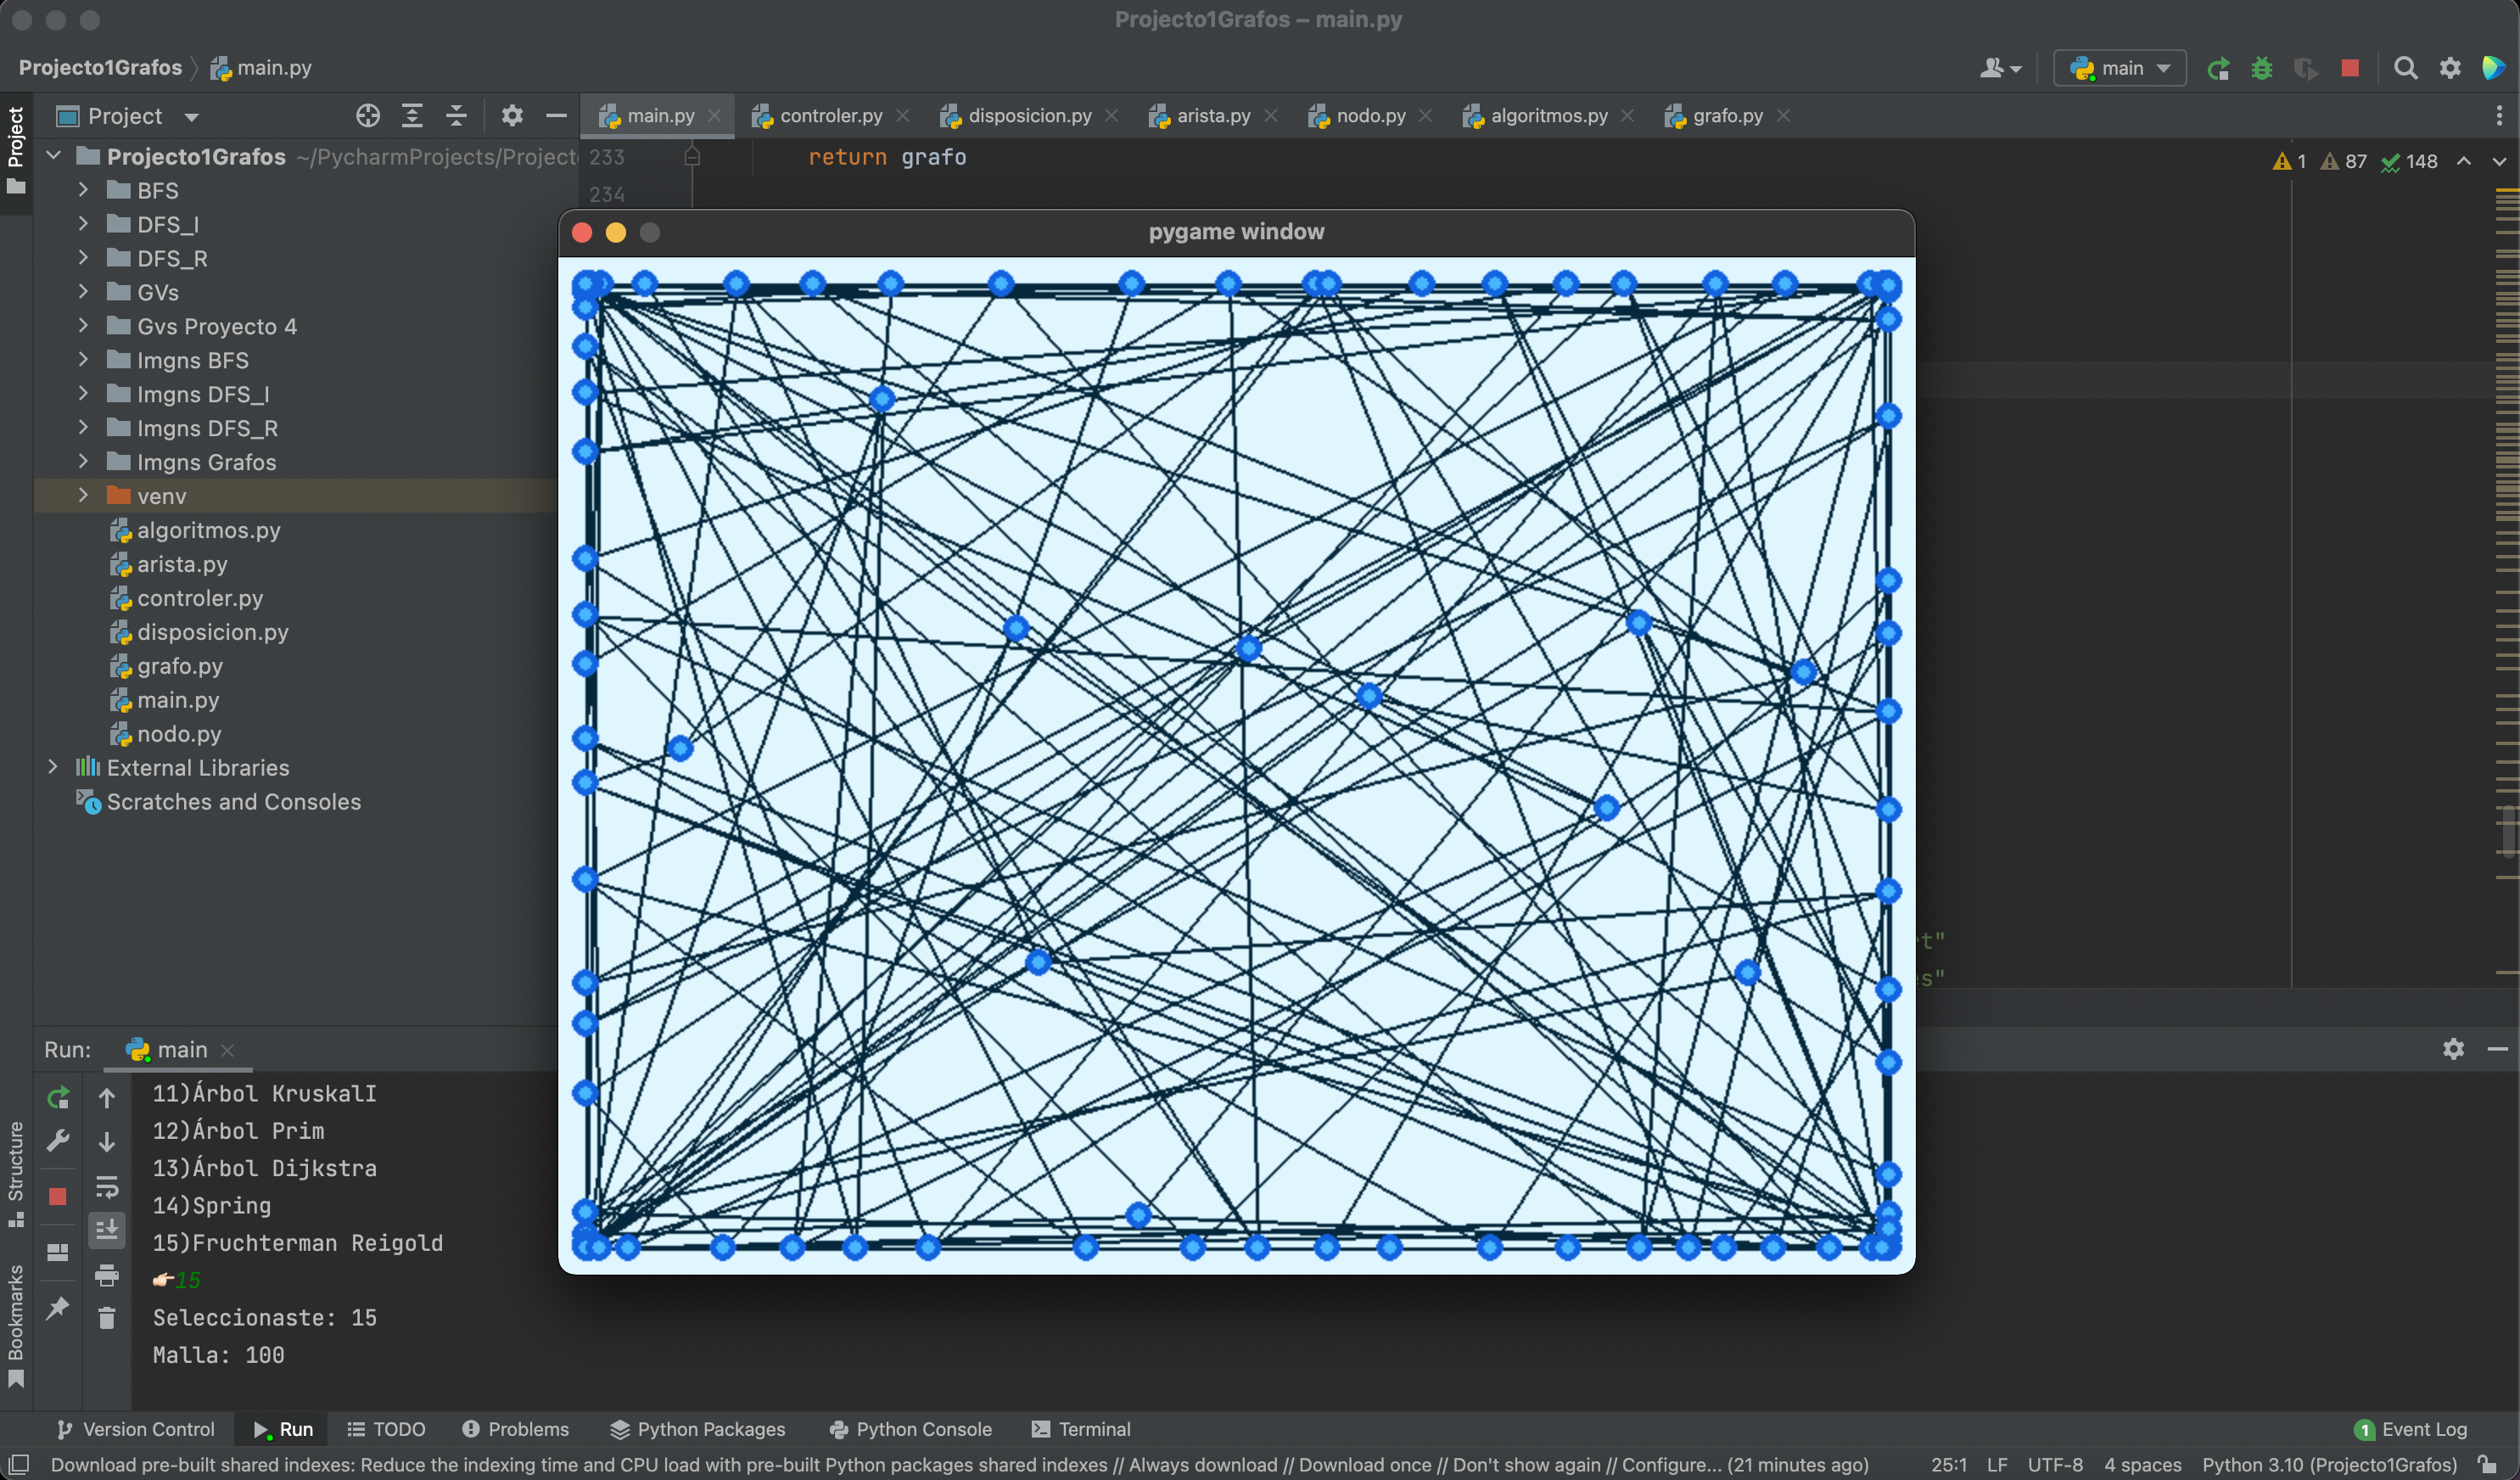 Projecto1Grafos – main.py
Projecto1Grafos main.py
main
Project
Project
main.py controler.py disposicion.py arista.py nodo.py algoritmos.py grafo.py
Projecto1Grafos ~/PycharmProjects/Project
BFS
DFS_I
DFS_R
GVs
Gvs Proyecto 4
Imgns BFS
Imgns DFS_I
Imgns DFS_R
Imgns Grafos
venv
algoritmos.py
arista.py
controler.py
disposicion.py
grafo.py
main.py
nodo.py
External Libraries
Scratches and Consoles
233 return grafo
234
1 87 148
pygame window
t"
s"
Run: main
11)Árbol KruskalI
12)Árbol Prim
13)Árbol Dijkstra
14)Spring
15)Fruchterman Reigold
👉15
Seleccionaste: 15
Malla: 100
Structure
Bookmarks
Version Control Run TODO Problems Python Packages Python Console Terminal
1 Event Log
Download pre-built shared indexes: Reduce the indexing time and CPU load with pre-built Python packages shared indexes // Always download // Download once // Don't show again // Configure... (21 minutes ago)
25:1 LF UTF-8 4 spaces Python 3.10 (Projecto1Grafos)